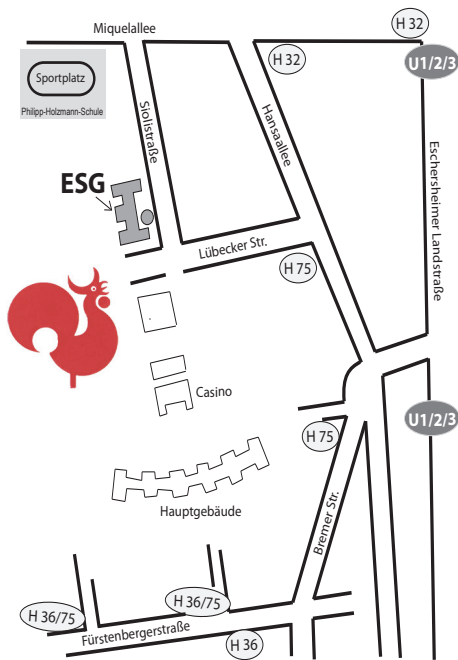 Miquelallee
H 32
H 32
U1/2/3
Sportplatz
Philipp-Holzmann-Schule
Siolistraße
Hansaallee
Eschersheimer Landstraße
ESG
Lübecker Str.
H 75
Casino
U1/2/3
H 75
Hauptgebäude
Bremer Str.
H 36/75
H 36/75
Fürstenbergerstraße
H 36